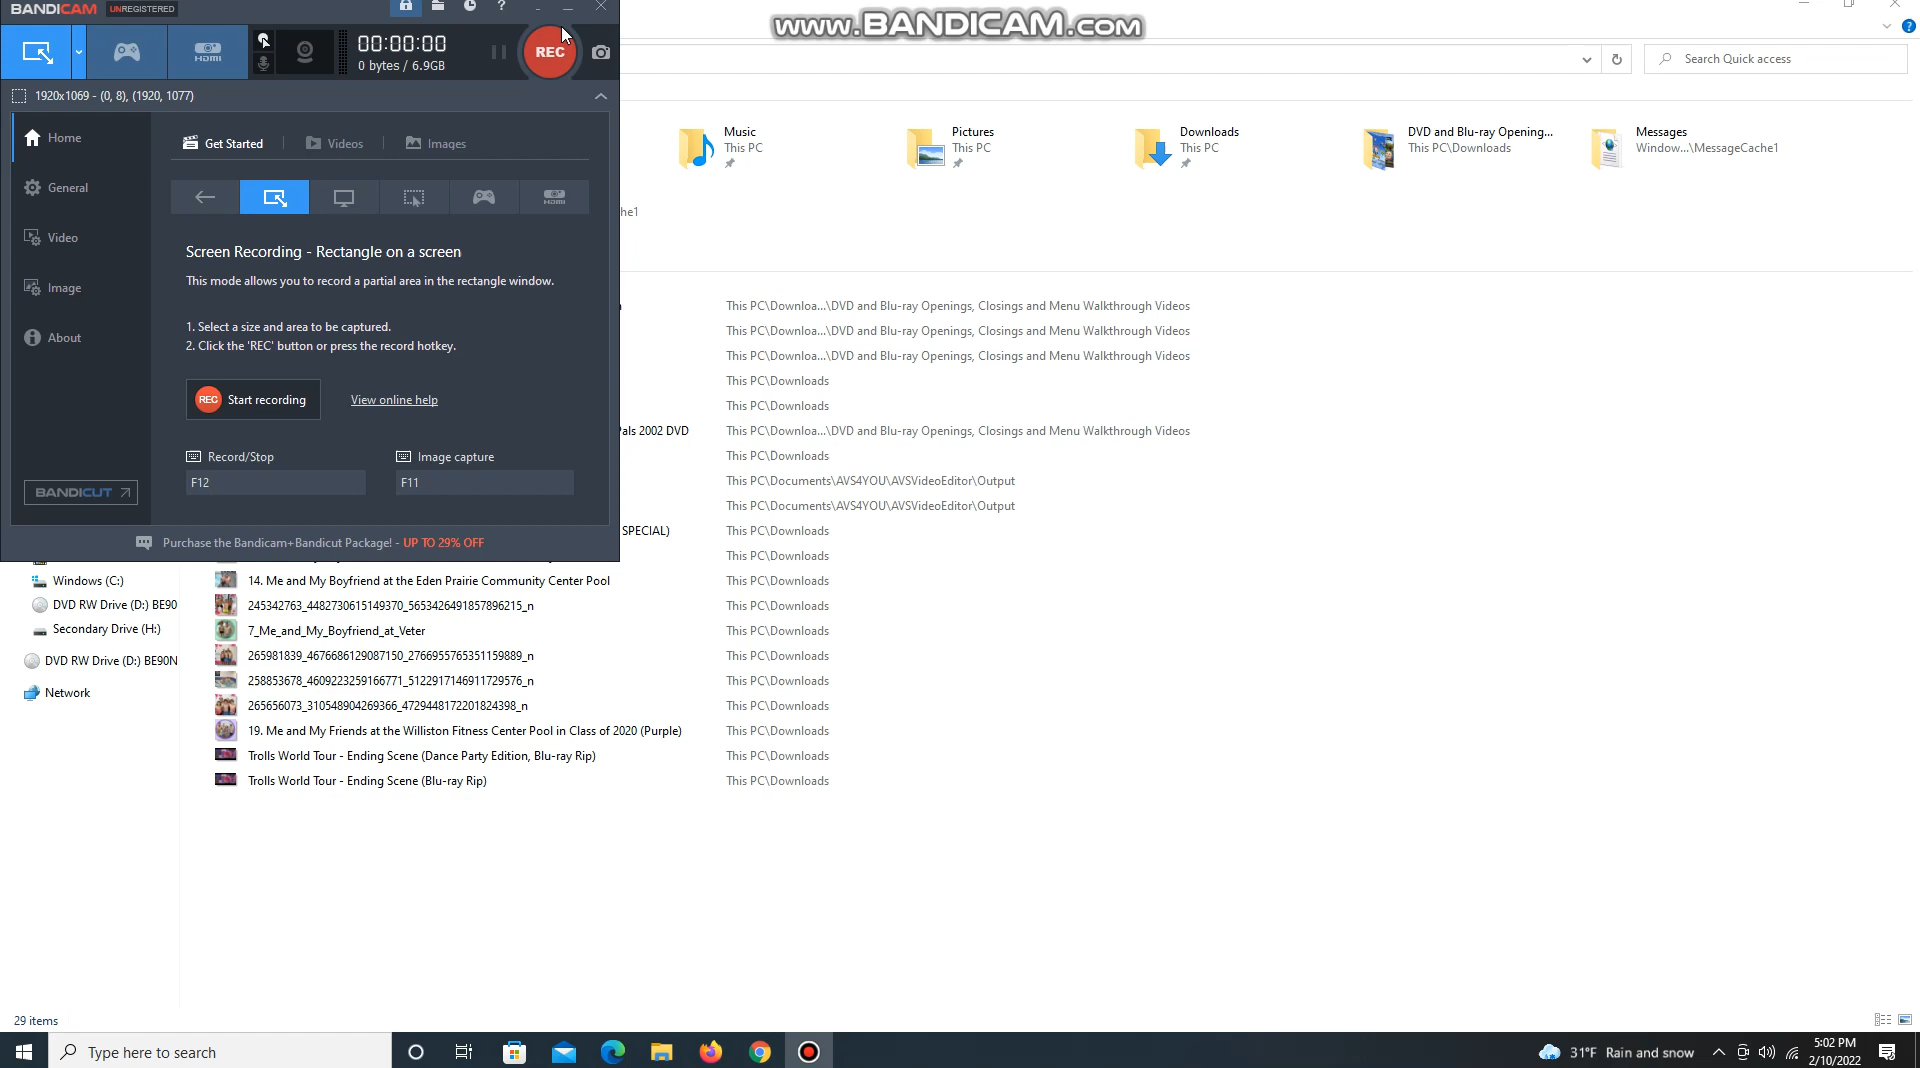 BANDICAM UNREGISTERED
www.BANDICAM.com
HDMI
00:00:00
0 bytes / 6.9GB
REC
Search Quick access
1920x1069 - (0, 8), (1920, 1077)
Home
General
Video
Image
About
BANDICUT
Get Started
Videos
Images
HDMI
Screen Recording - Rectangle on a screen
This mode allows you to record a partial area in the rectangle window.
1. Select a size and area to be captured.
2. Click the 'REC' button or press the record hotkey.
REC Start recording
View online help
Record/Stop
F12
Image capture
F11
Purchase the Bandicam+Bandicut Package! - UP TO 29% OFF
Music
This PC
Pictures
This PC
Downloads
This PC
DVD and Blu-ray Opening...
This PC\Downloads
Messages
Window...\MessageCache1
he1
This PC\Downloa...\DVD and Blu-ray Openings, Closings and Menu Walkthrough Videos
This PC\Downloa...\DVD and Blu-ray Openings, Closings and Menu Walkthrough Videos
This PC\Downloa...\DVD and Blu-ray Openings, Closings and Menu Walkthrough Videos
This PC\Downloads
This PC\Downloads
Pals 2002 DVD This PC\Downloa...\DVD and Blu-ray Openings, Closings and Menu Walkthrough Videos
This PC\Downloads
This PC\Documents\AVS4YOU\AVSVideoEditor\Output
This PC\Documents\AVS4YOU\AVSVideoEditor\Output
SPECIAL) This PC\Downloads
This PC\Downloads
14. Me and My Boyfriend at the Eden Prairie Community Center Pool This PC\Downloads
245342763_4482730615149370_5653426491857896215_n This PC\Downloads
7_Me_and_My_Boyfriend_at_Veter This PC\Downloads
265981839_4676686129087150_2766955765351159889_n This PC\Downloads
258853678_4609223259166771_5122917146911729576_n This PC\Downloads
265656073_310548904269366_4729448172201824398_n This PC\Downloads
19. Me and My Friends at the Williston Fitness Center Pool in Class of 2020 (Purple) This PC\Downloads
Trolls World Tour - Ending Scene (Dance Party Edition, Blu-ray Rip) This PC\Downloads
Trolls World Tour - Ending Scene (Blu-ray Rip) This PC\Downloads
Windows (C:)
DVD RW Drive (D:) BE90
Secondary Drive (H:)
DVD RW Drive (D:) BE90N
Network
29 items
Type here to search
31°F Rain and snow
5:02 PM
2/10/2022